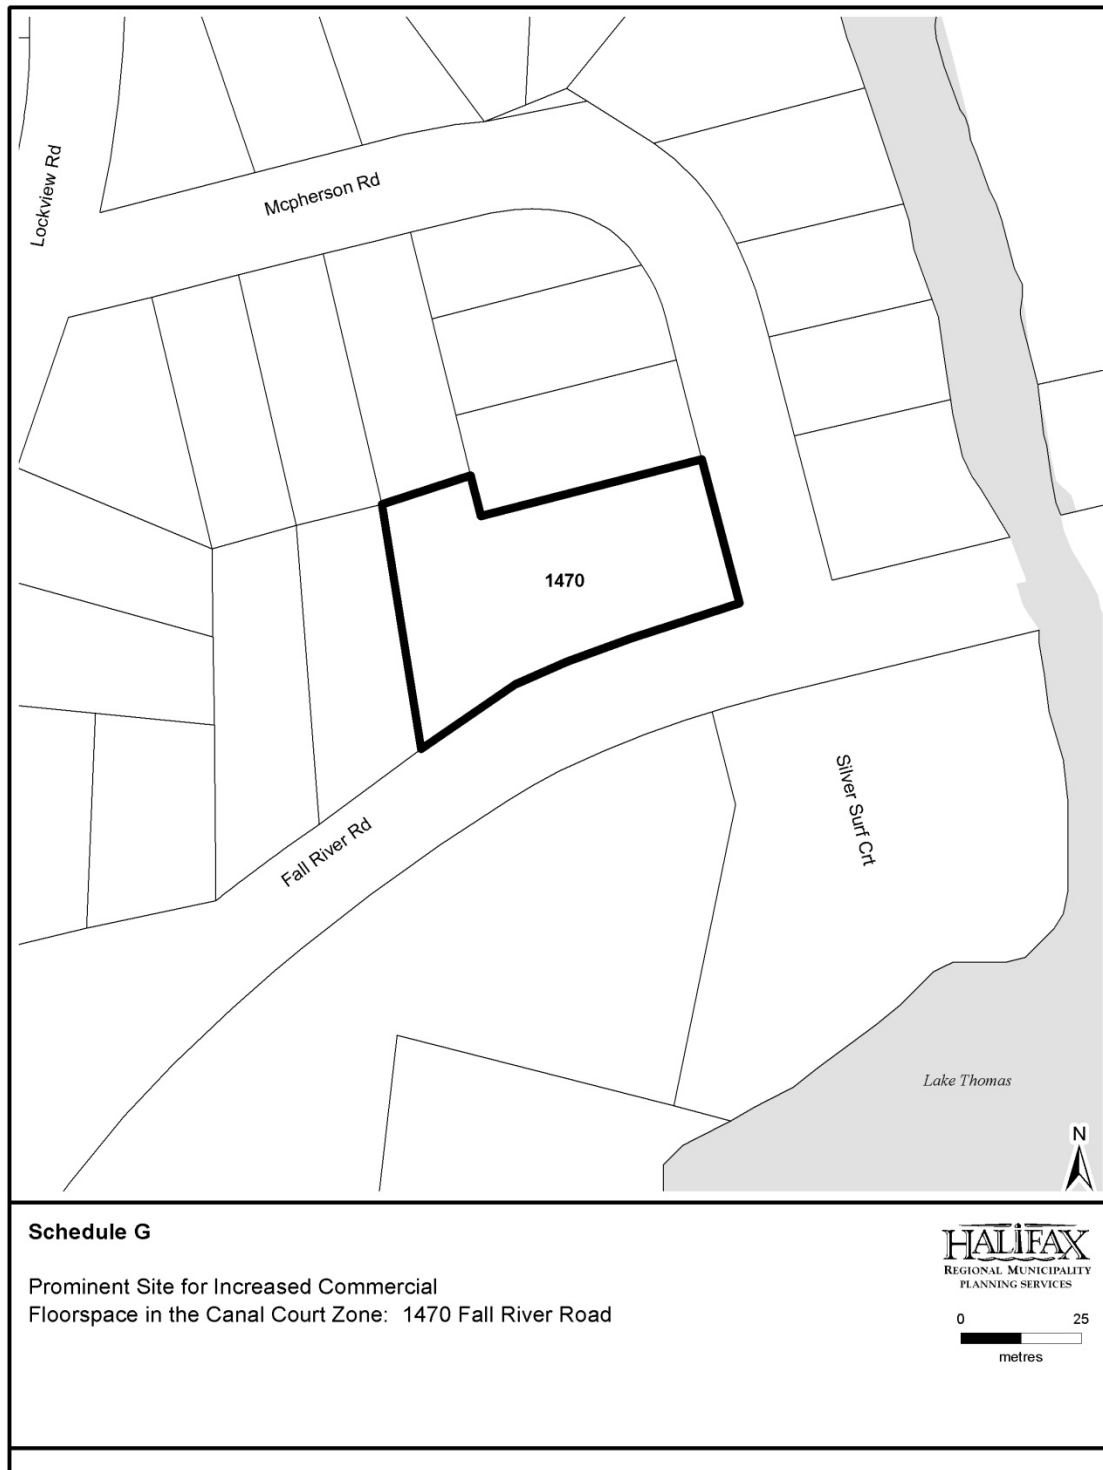 Lockview Rd
Mcpherson Rd
1470
Silver Surf Crt
Fall River Rd
Lake Thomas
N
Schedule G
Prominent Site for Increased Commercial
Floorspace in the Canal Court Zone: 1470 Fall River Road
HALIFAX
REGIONAL MUNICIPALITY
PLANNING SERVICES
0 25
metres